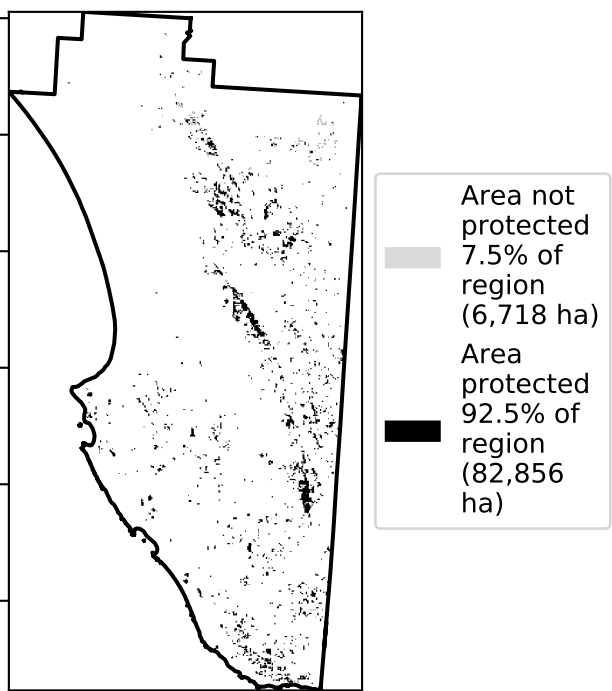 Area not
protected
7.5% of
region
(6,718 ha)
Area
protected
92.5% of
region
(82,856
ha)